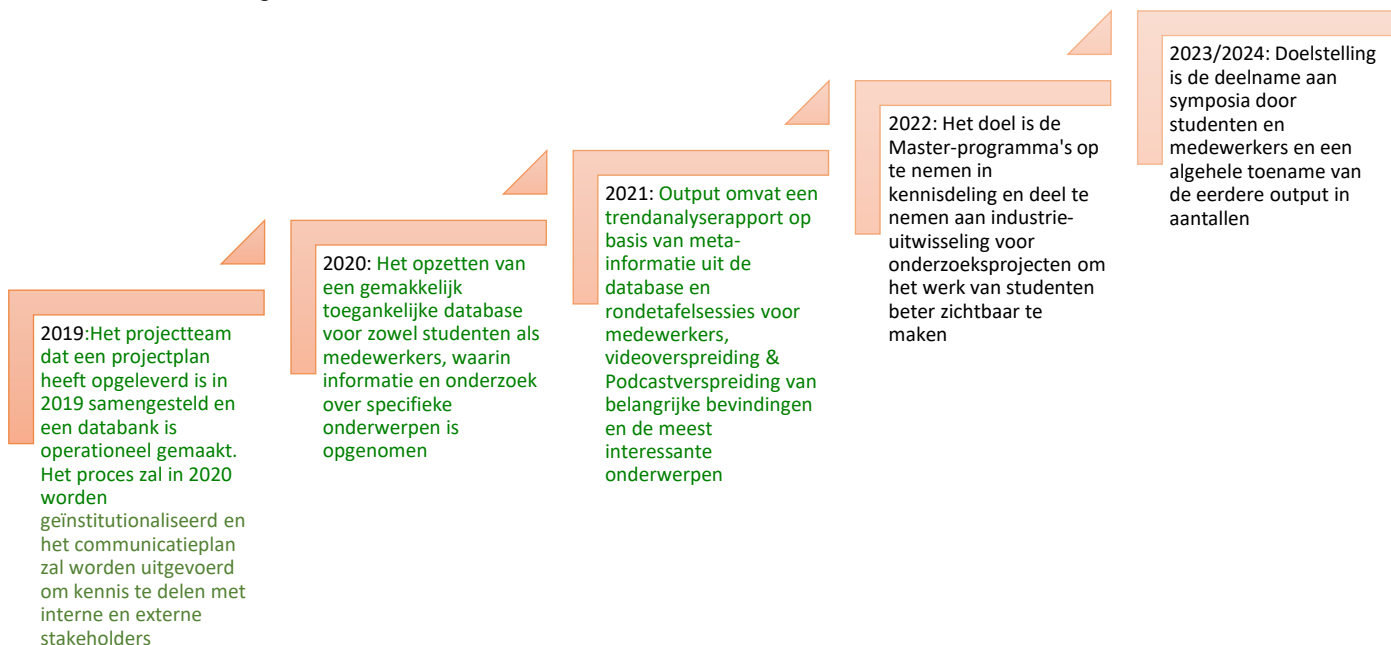 2019:Het projectteam
dat een projectplan
heeft opgeleverd is in
2019 samengesteld en
een databank is
operationeel gemaakt.
Het proces zal in 2020
worden
geïnstitutionaliseerd en
het communicatieplan
zal worden uitgevoerd
om kennis te delen met
interne en externe
stakeholders
2020: Het opzetten van
een gemakkelijk
toegankelijke database
voor zowel studenten als
medewerkers, waarin
informatie en onderzoek
over specifieke
onderwerpen is
opgenomen
2021: Output omvat een
trendanalyserapport op
basis van meta-
informatie uit de
database en
rondetafelsessies voor
medewerkers,
videoverspreiding &
Podcastverspreiding van
belangrijke bevindingen
en de meest
interessante
onderwerpen
2022: Het doel is de
Master-programma's op
te nemen in
kennisdeling en deel te
nemen aan industrie-
uitwisseling voor
onderzoeksprojecten om
het werk van studenten
beter zichtbaar te
maken
2023/2024: Doelstelling
is de deelname aan
symposia door
studenten en
medewerkers en een
algehele toename van
de eerdere output in
aantallen